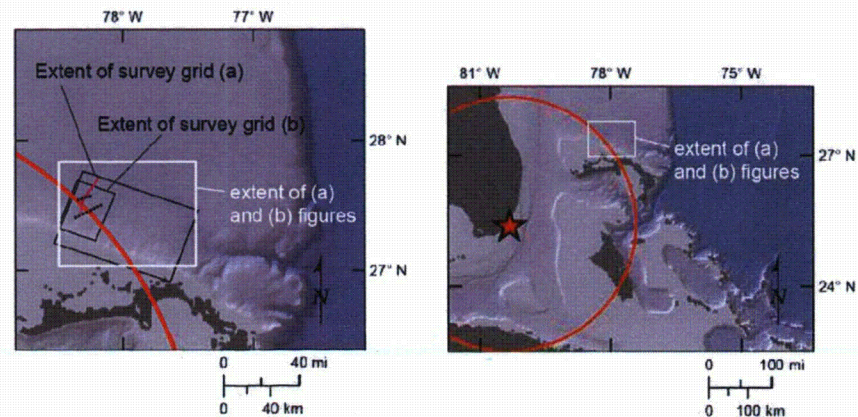 78° W
77° W
Extent of survey grid (a)
Extent of survey grid (b)
extent of (a)
and (b) figures
28° N
27° N
N
0
40 mi
0
40 km
81° W
78° W
75° W
extent of (a)
and (b) figures
27° N
24° N
N
0
100 mi
0
100 km